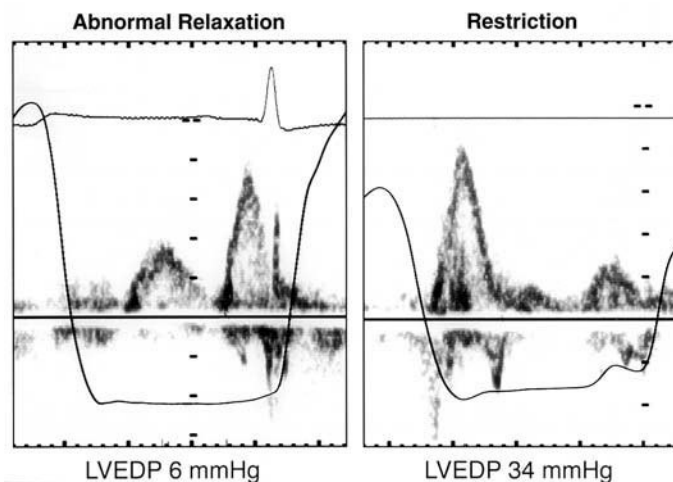 Abnormal Relaxation
Restriction
LVEDP 6 mmHg
LVEDP 34 mmHg